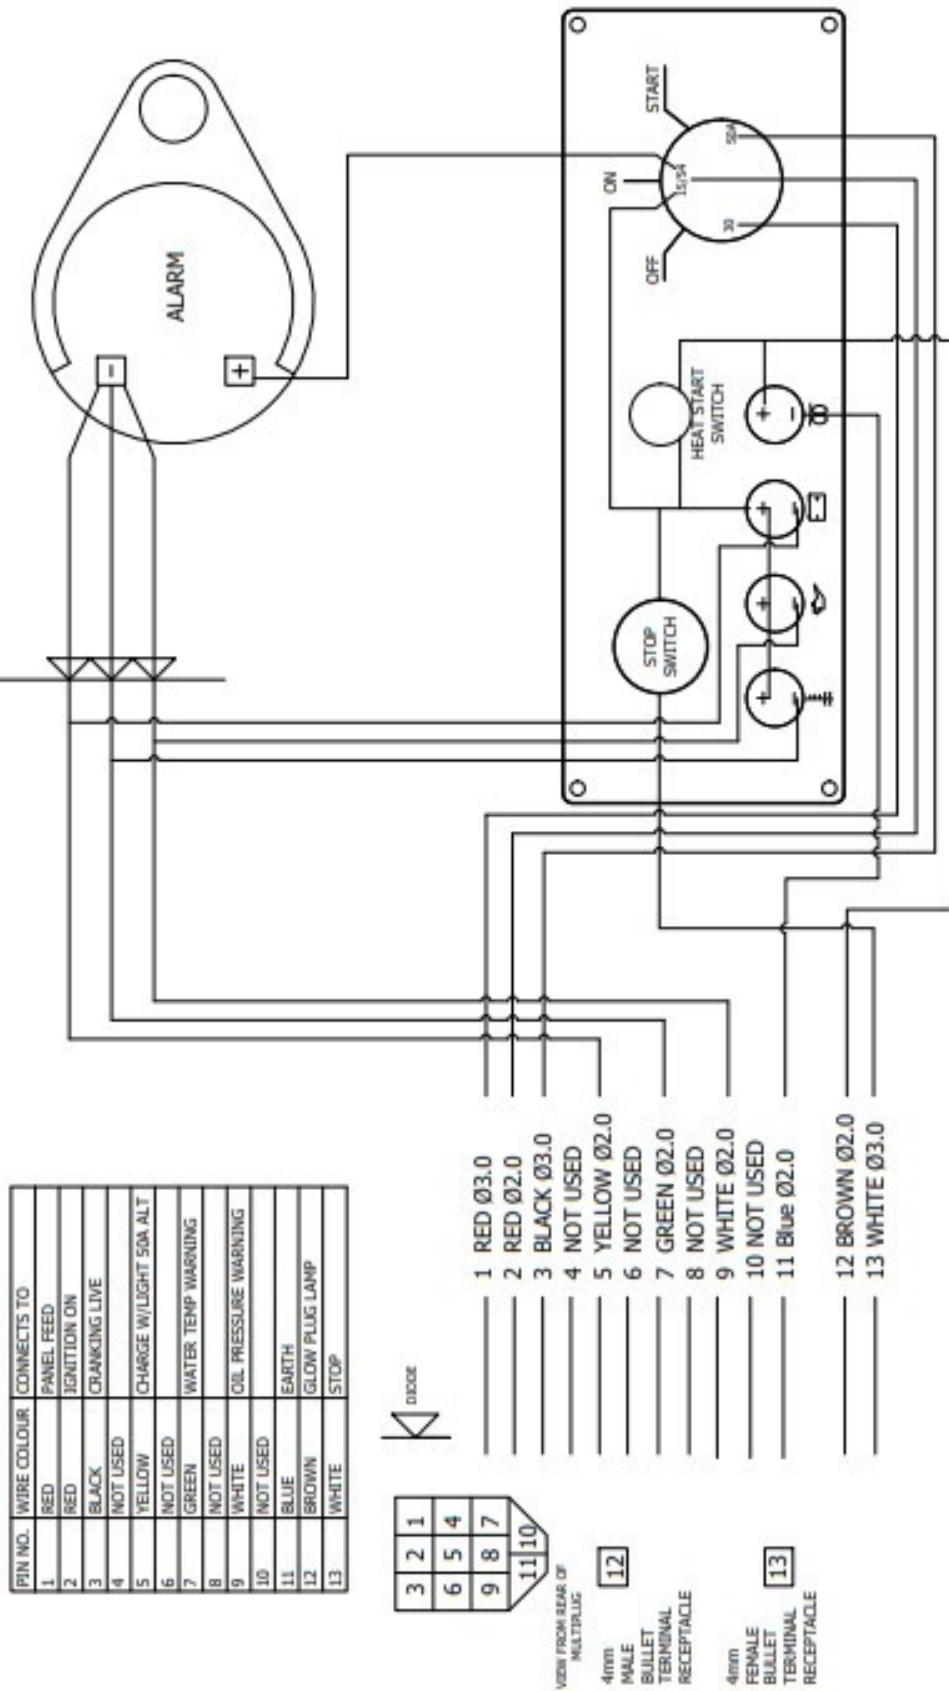 PIN NO. WIRE COLOUR CONNECTS TO
1 RED PANEL FEED
2 RED IGNITION ON
3 BLACK CRANKING LIVE
4 NOT USED
5 YELLOW CHARGE W/LIGHT 50A ALT
6 NOT USED
7 GREEN WATER TEMP WARNING
8 NOT USED
9 WHITE OIL PRESSURE WARNING
10 NOT USED
11 BLUE EARTH
12 BROWN GLOW PLUG LAMP
13 WHITE STOP
3 2 1
6 5 4
9 8 7
11 10
VIEW FROM REAR OF
MULTIPLUG
DIODE
12
4mm
MALE
BULLET
TERMINAL
RECEPTACLE
13
4mm
FEMALE
BULLET
TERMINAL
RECEPTACLE
1 RED Ø3.0
2 RED Ø2.0
3 BLACK Ø3.0
4 NOT USED
5 YELLOW Ø2.0
6 NOT USED
7 GREEN Ø2.0
8 NOT USED
9 WHITE Ø2.0
10 NOT USED
11 Blue Ø2.0
12 BROWN Ø2.0
13 WHITE Ø3.0
ALARM
-
+
STOP
SWITCH
HEAT START
SWITCH
OFF
ON
START
30
15/54
50A
+ -
+ -
+ -
+ -